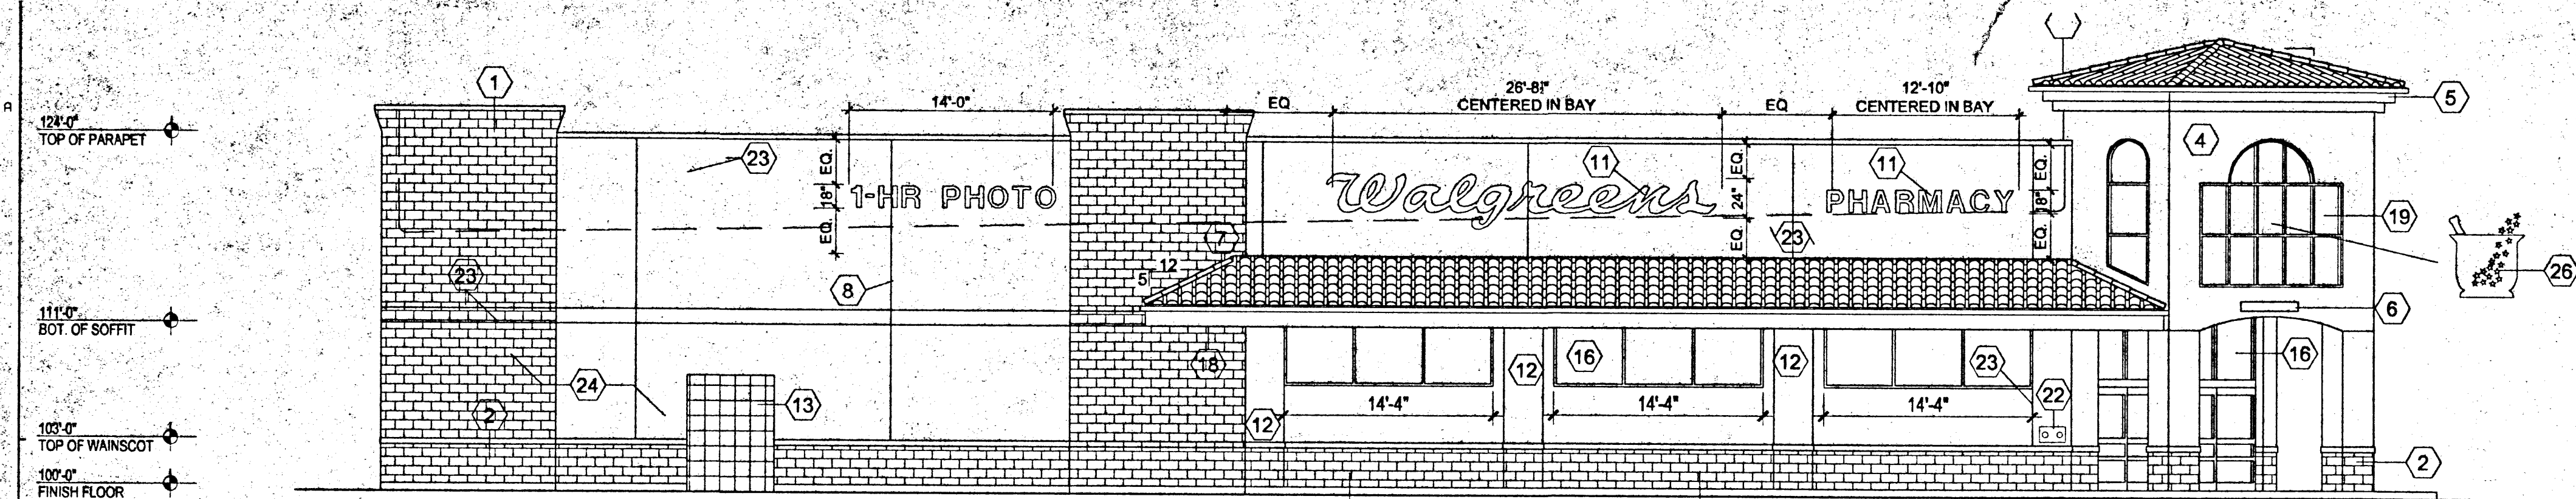 A
124'-0"
TOP OF PARAPET
111'-0"
BOT. OF SOFFIT
103'-0"
TOP OF WAINSCOT
100'-0"
FINISH FLOOR
1
14'-0"
EQ
26'-8½"
CENTERED IN BAY
EQ
12'-10"
CENTERED IN BAY
5
4
23
EQ.
18"
EQ.
1-HR PHOTO
11
Walgreens
EQ.
24"
EQ.
11
PHARMACY
EQ.
18"
EQ.
19
7
23
26
23
12
5
8
6
18
12
16
12
23
16
24
13
14'-4"
14'-4"
14'-4"
22
2
12
2